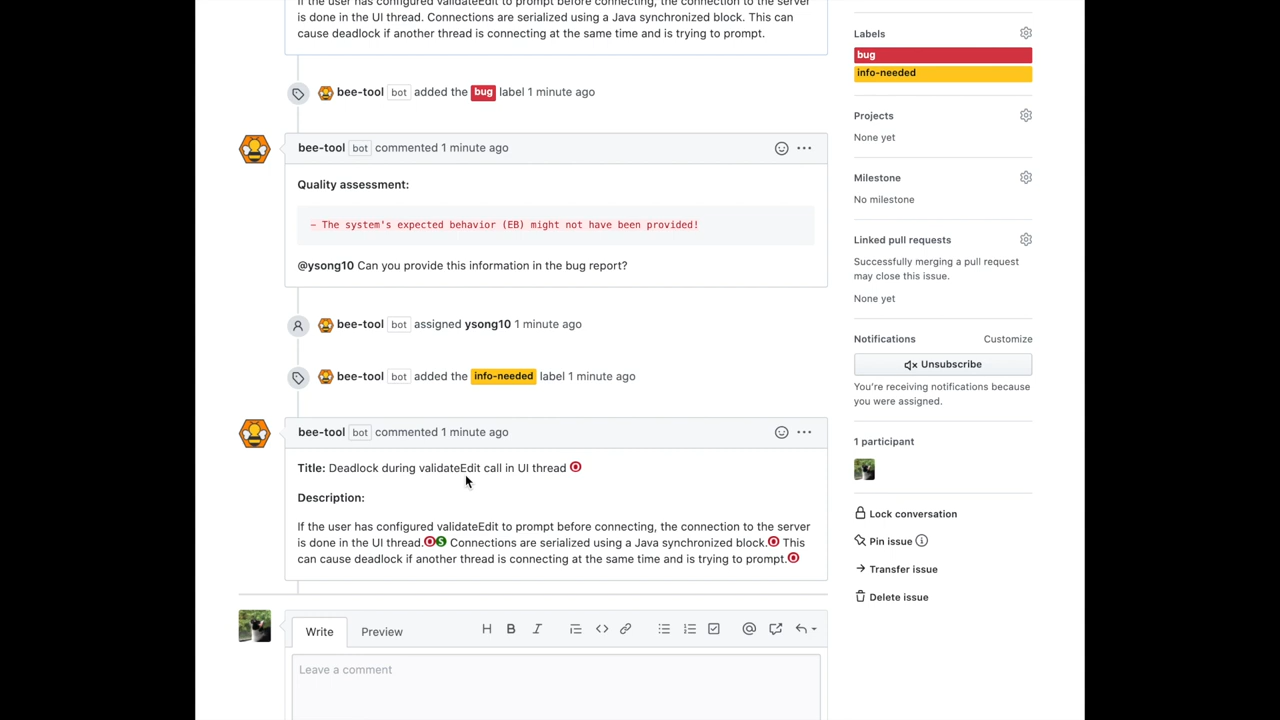 If the user has configured validateEdit to prompt before connecting, the connection to the server
is done in the UI thread. Connections are serialized using a Java synchronized block. This can
cause deadlock if another thread is connecting at the same time and is trying to prompt.
bee-tool bot added the bug label 1 minute ago
bee-tool bot commented 1 minute ago
Quality assessment:
- The system's expected behavior (EB) might not have been provided!
@ysong10 Can you provide this information in the bug report?
bee-tool bot assigned ysong10 1 minute ago
bee-tool bot added the info-needed label 1 minute ago
bee-tool bot commented 1 minute ago
Title: Deadlock during validateEdit call in UI thread O
Description:
If the user has configured validateEdit to prompt before connecting, the connection to the server
is done in the UI thread.OS Connections are serialized using a Java synchronized block.O This
can cause deadlock if another thread is connecting at the same time and is trying to prompt.O
Write Preview H B I @
Leave a comment
Labels
bug
info-needed
Projects
None yet
Milestone
No milestone
Linked pull requests
Successfully merging a pull request
may close this issue.
None yet
Notifications Customize
Unsubscribe
You're receiving notifications because
you were assigned.
1 participant
Lock conversation
Pin issue
Transfer issue
Delete issue